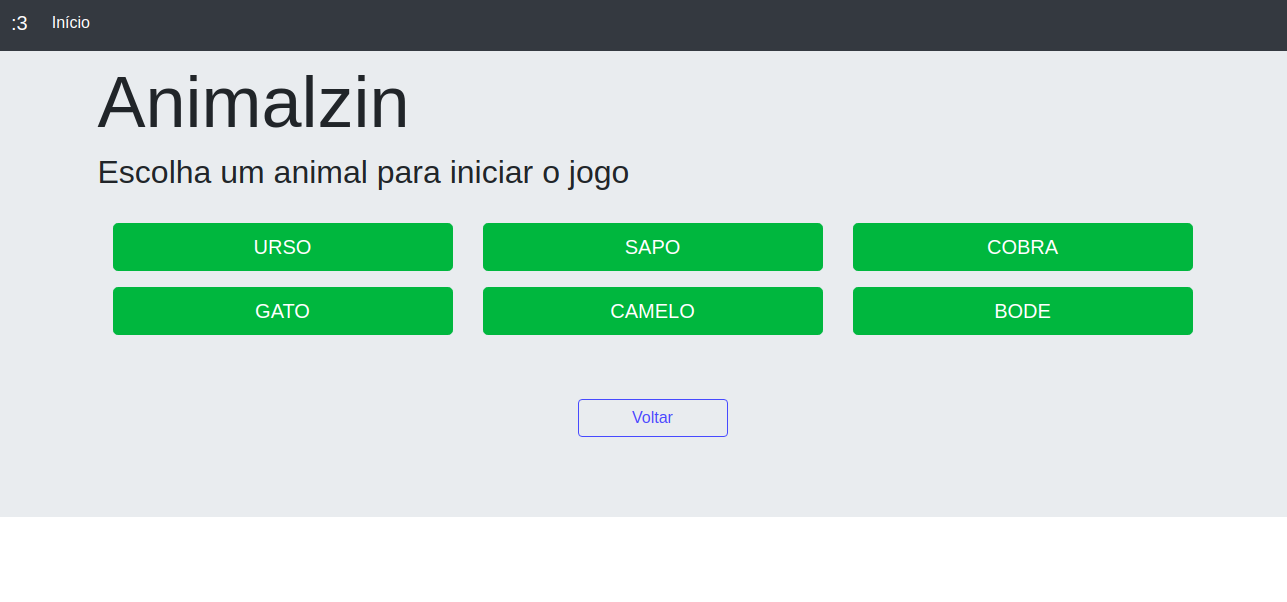 :3 Início
Animalzin
Escolha um animal para iniciar o jogo
URSO SAPO COBRA
GATO CAMELO BODE
Voltar